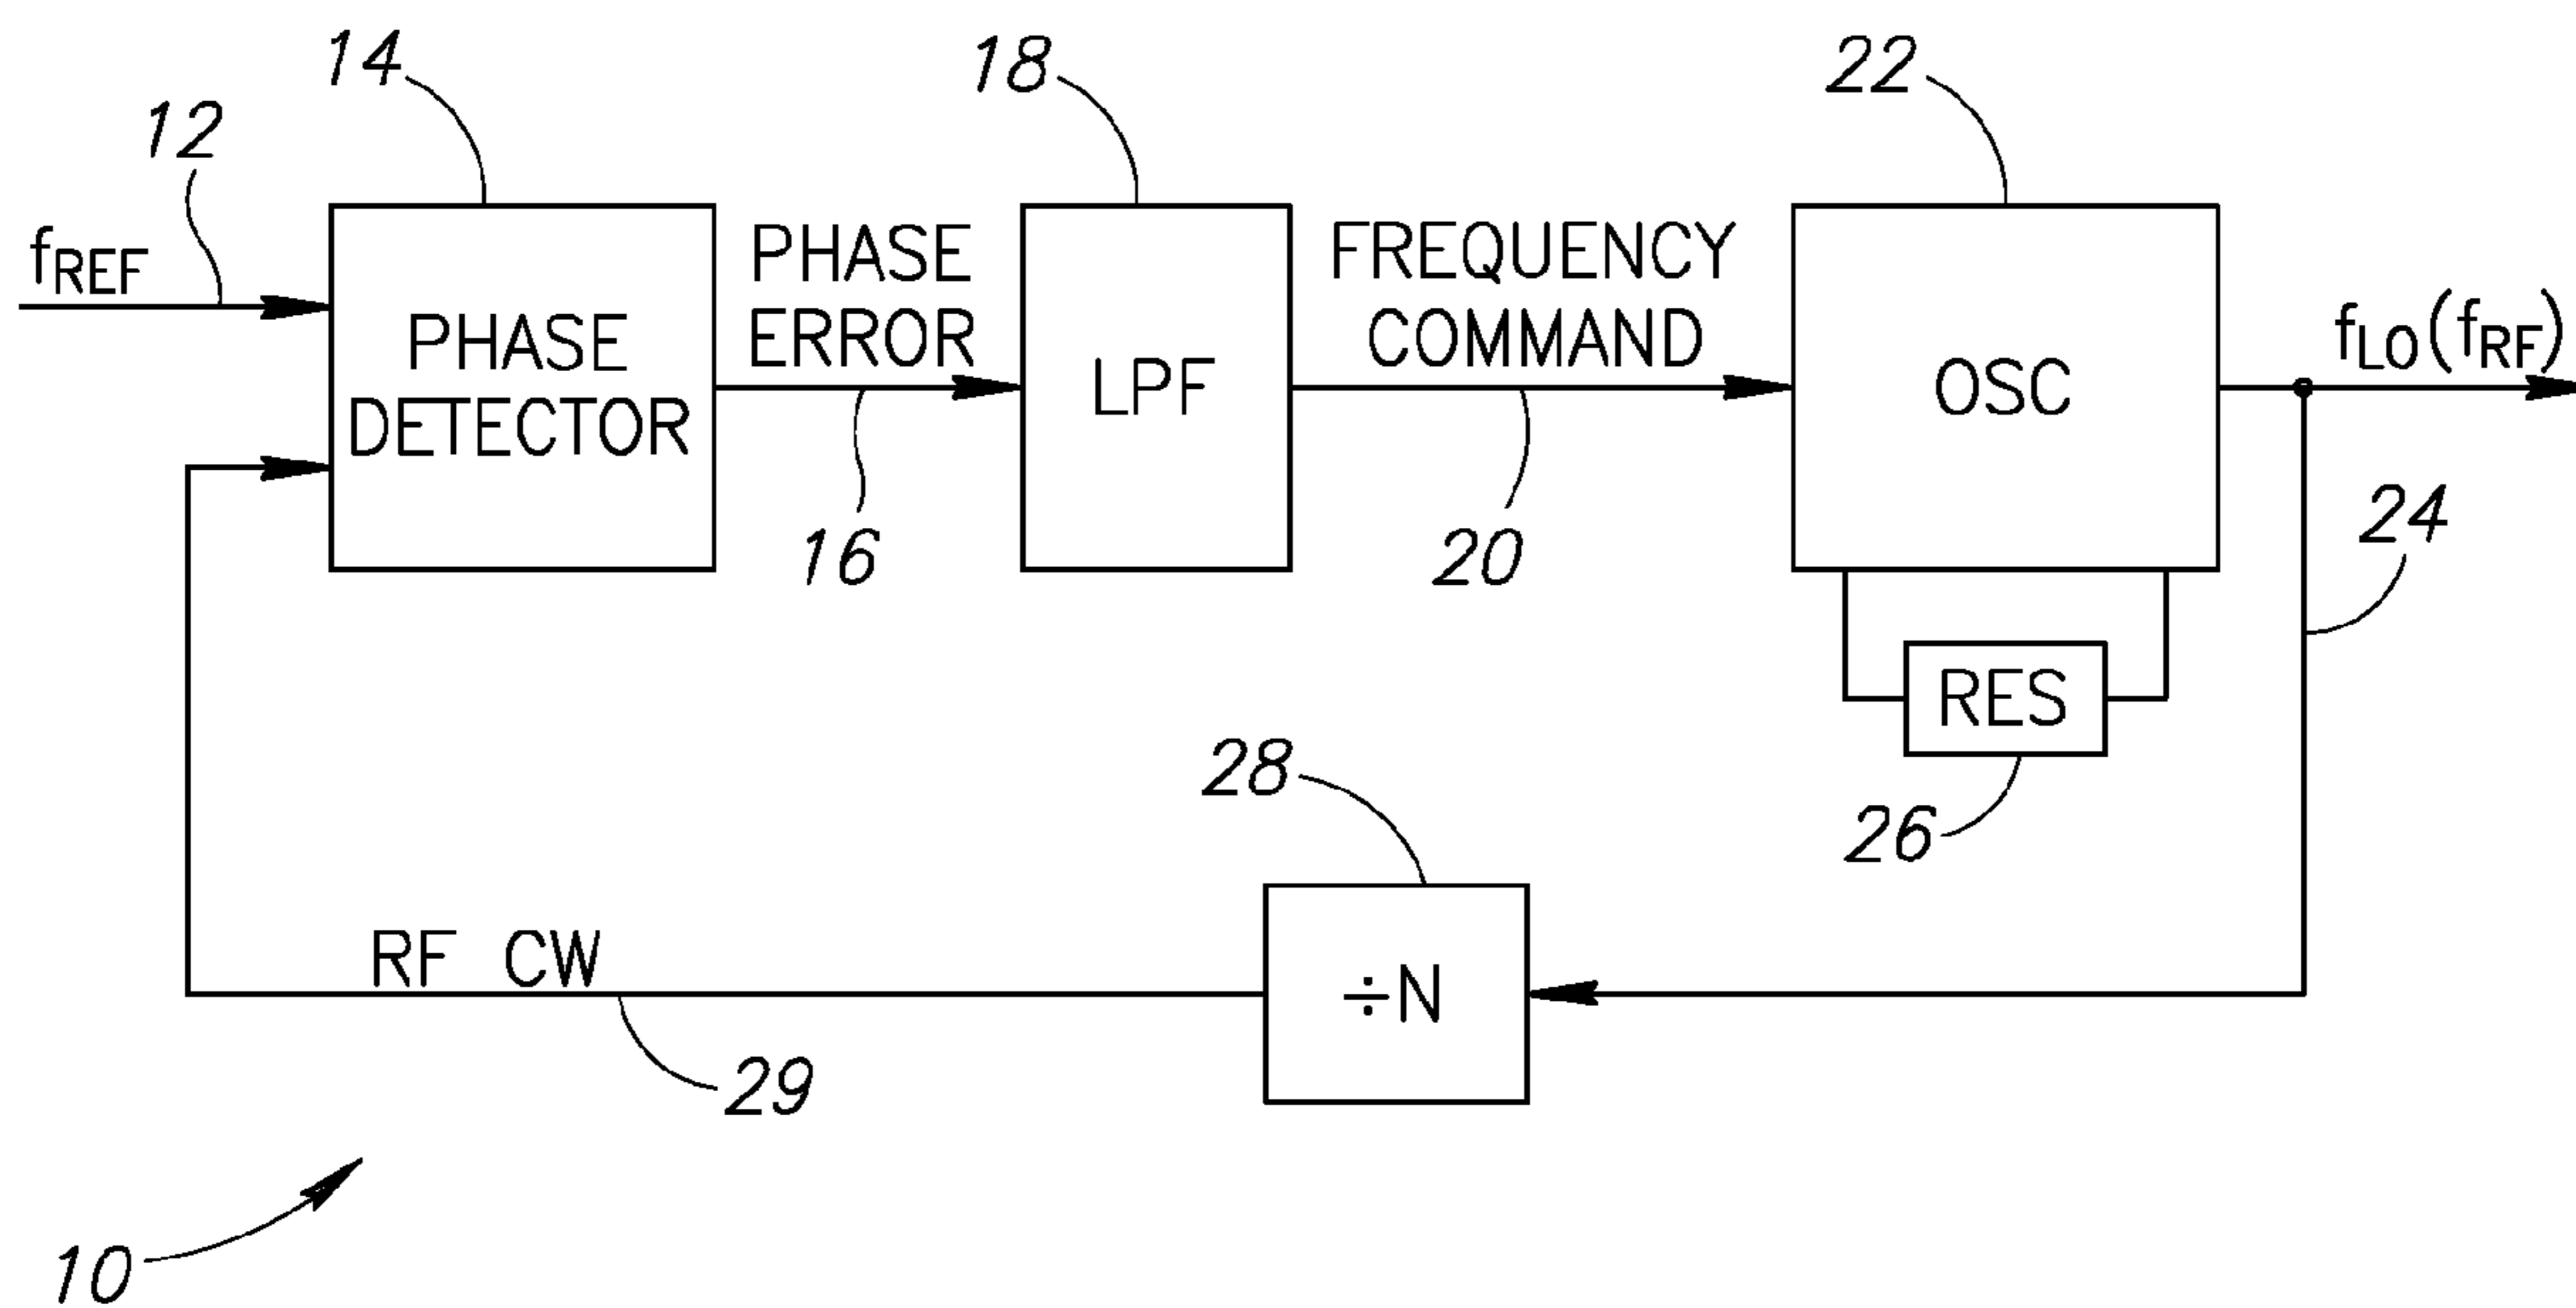 14
18
22
12
fREF
PHASE
DETECTOR
PHASE
ERROR
16
LPF
FREQUENCY
COMMAND
20
OSC
fLO(fRF)
24
RES
26
28
÷N
RF CW
29
10